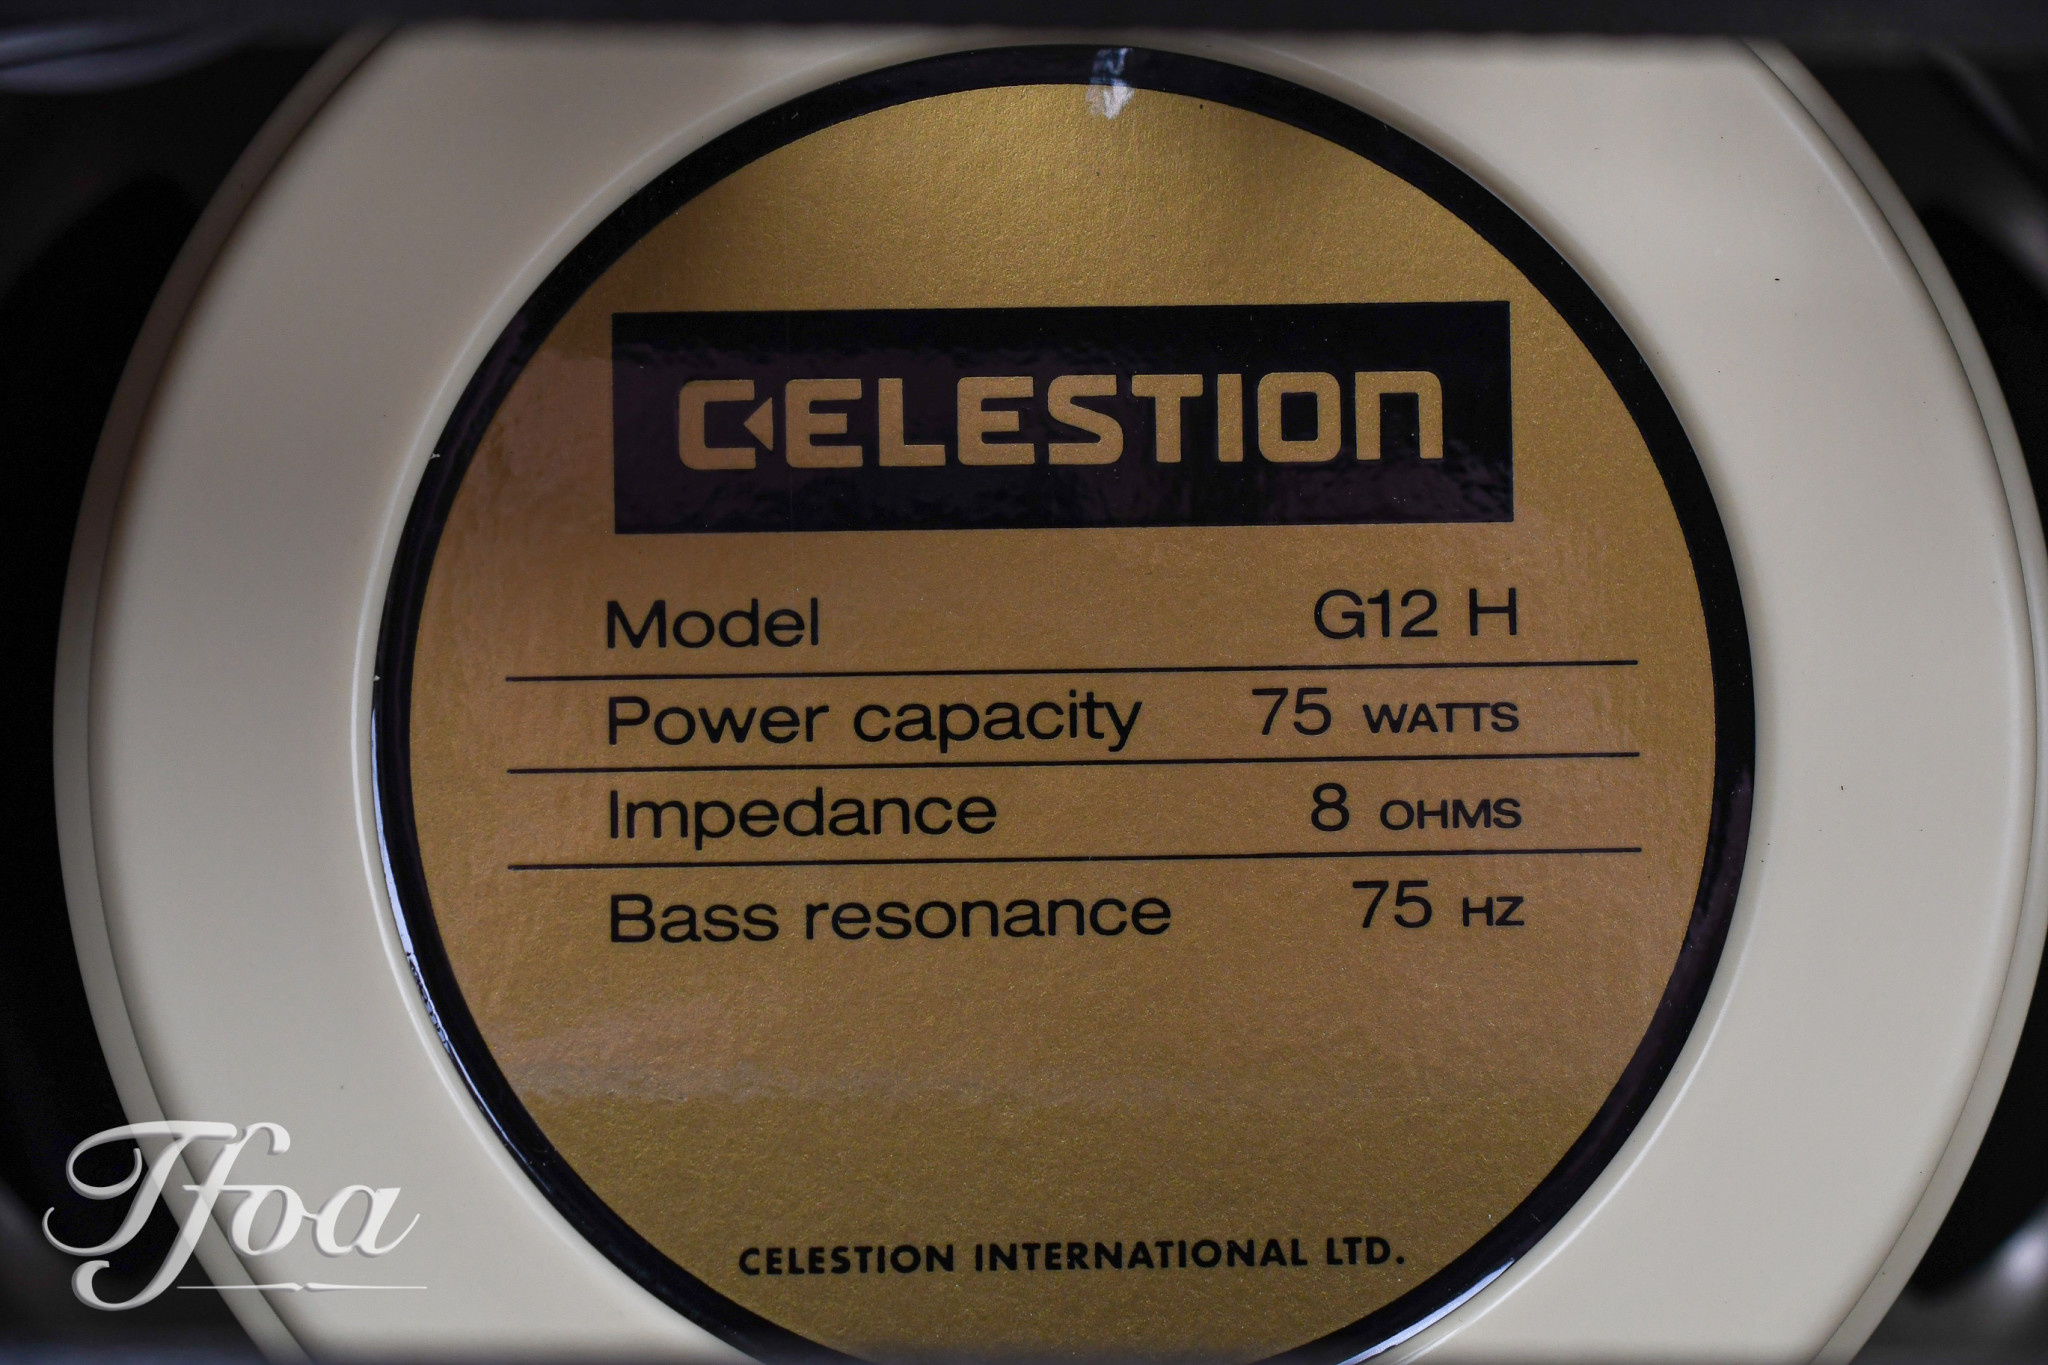 CELESTION
Model G12 H
Power capacity 75 WATTS
Impedance 8 OHMS
Bass resonance 75 HZ
CELESTION INTERNATIONAL LTD.
Tfoa